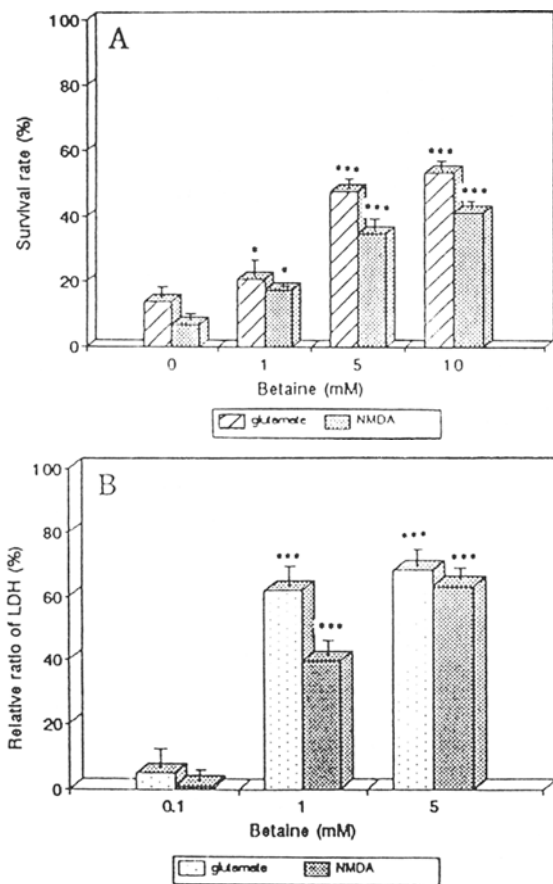 A
100
80
60
40
20
0
Survival rate (%)
*
*
***
***
***
***
0 1 5 10
Betaine (mM)
glutamate NMDA
B
100
80
60
40
20
0
Relative ratio of LDH (%)
***
***
***
***
0.1 1 5
Betaine (mM)
glutamate NMDA